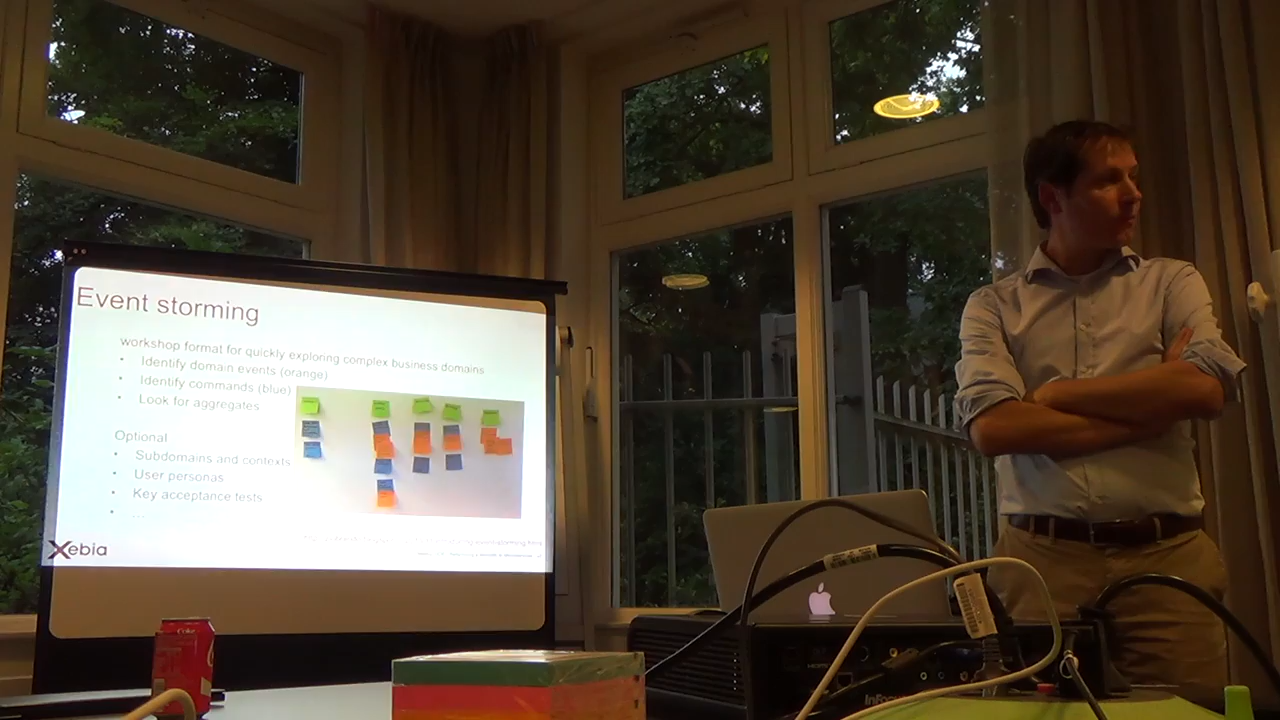 Event storming
workshop format for quickly exploring complex business domains
• Identify domain events (orange)
• Identify commands (blue)
• Look for aggregates
Optional
• Subdomains and contexts
• User personas
• Key acceptance tests
• ...
Xebia
Coke
InFocus